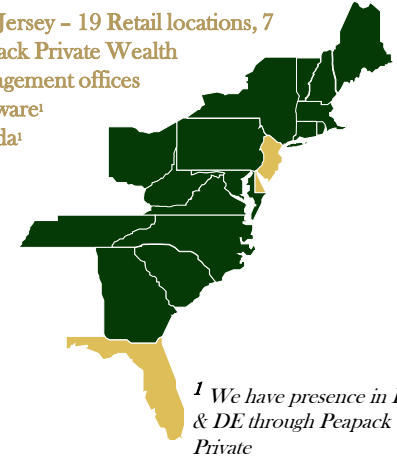 Jersey – 19 Retail locations, 7
ack Private Wealth
agement offices
ware¹
da¹
¹ We have presence in
& DE through Peapack
Private